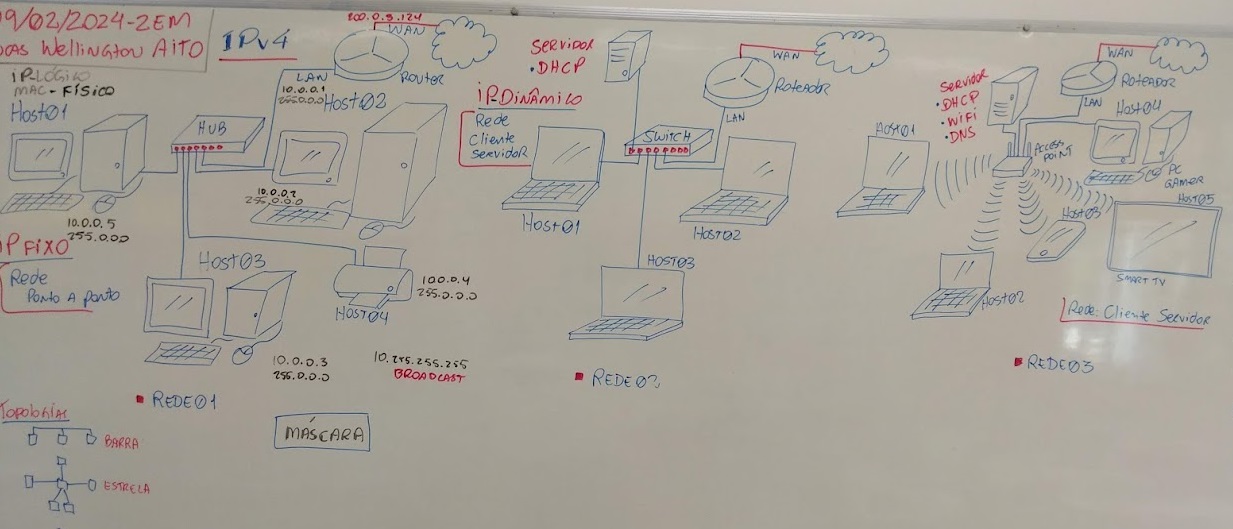 9/02/2024-2EM
Wellington AiTO
IPv4
IP-LÓGICO
MAC-FÍSICO
Host01
10.0.0.5
255.0.0.0
IP FIXO
Rede
Ponto A Ponto
HUB
LAN
10.0.0.1
255.0.0.0
200.0.5.124
WAN
ROUTER
Host02
10.0.0.2
255.0.0.0
Host03
10.0.0.3
255.0.0.0
Host04
100.0.4
255.0.0.0
10.255.255.255
BROADCAST
REDE01
MÁSCARA
Topologias
BARRA
ESTRELA
SERVIDOR
• DHCP
IP-DINÂMICO
Rede
Cliente
Servidor
Host01
SWITCH
LAN
WAN
ROTEADOR
Host02
Host03
REDE02
SERVIDOR
• DHCP
• WiFi
• DNS
WAN
ROTEADOR
LAN
ACCESS
POINT
Host01
Host04
PC
GAMER
Host03
Host05
SMART TV
Host02
Rede: Cliente Servidor
REDE03